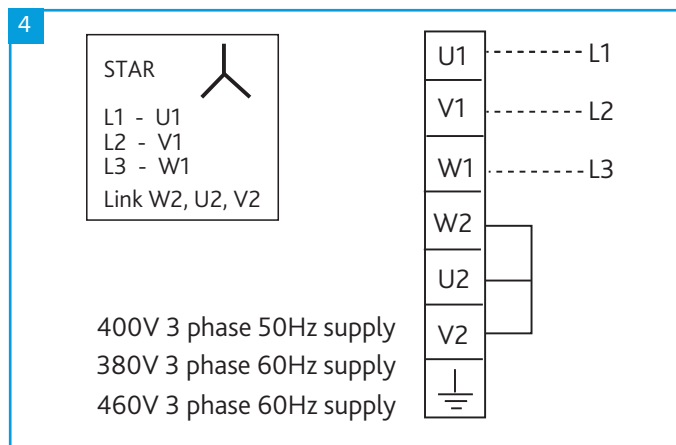 4
STAR
L1 - U1
L2 - V1
L3 - W1
Link W2, U2, V2
400V 3 phase 50Hz supply
380V 3 phase 60Hz supply
460V 3 phase 60Hz supply
U1 L1
V1 L2
W1 L3
W2
U2
V2